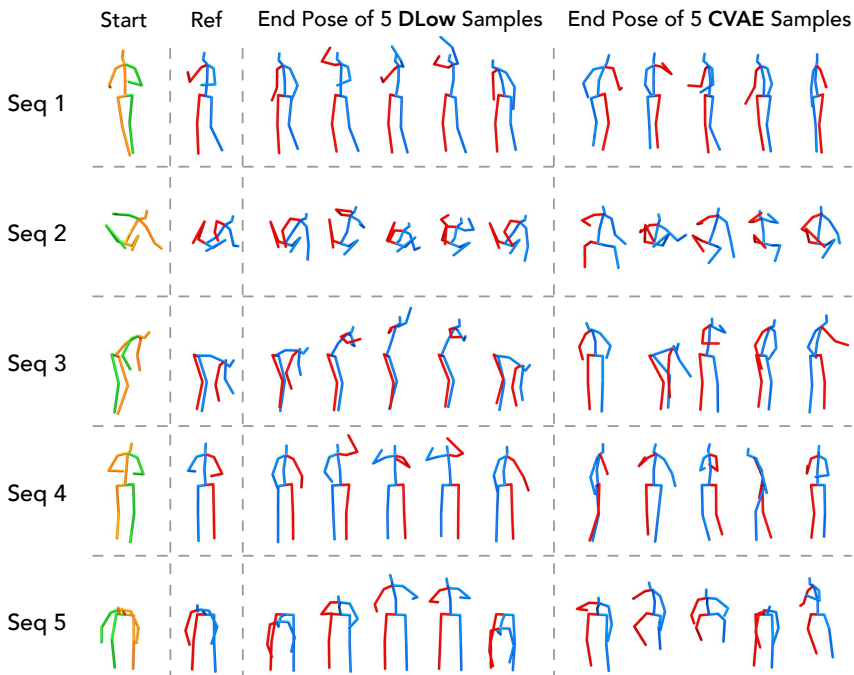 Start Ref End Pose of 5 DLow Samples End Pose of 5 CVAE Samples
Seq 1
Seq 2
Seq 3
Seq 4
Seq 5